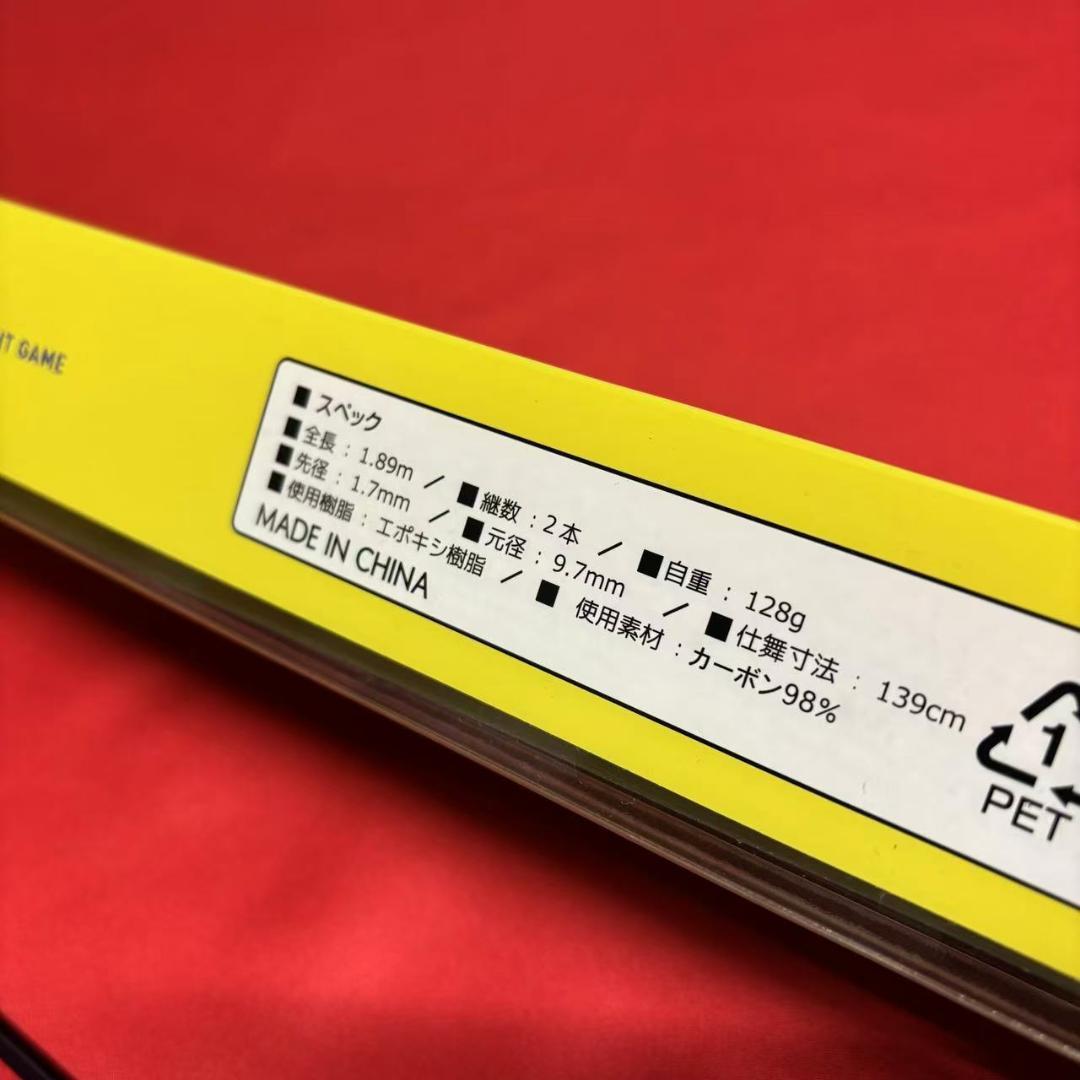 GAME
■スペック
■全長：1.89m ／ ■継数：2本 ／ ■自重：128g
■先径：1.7mm ／ ■元径：9.7mm ／ ■仕舞寸法：139cm
■使用樹脂：エポキシ樹脂 ／ ■ 使用素材：カーボン98%
MADE IN CHINA
1
PET